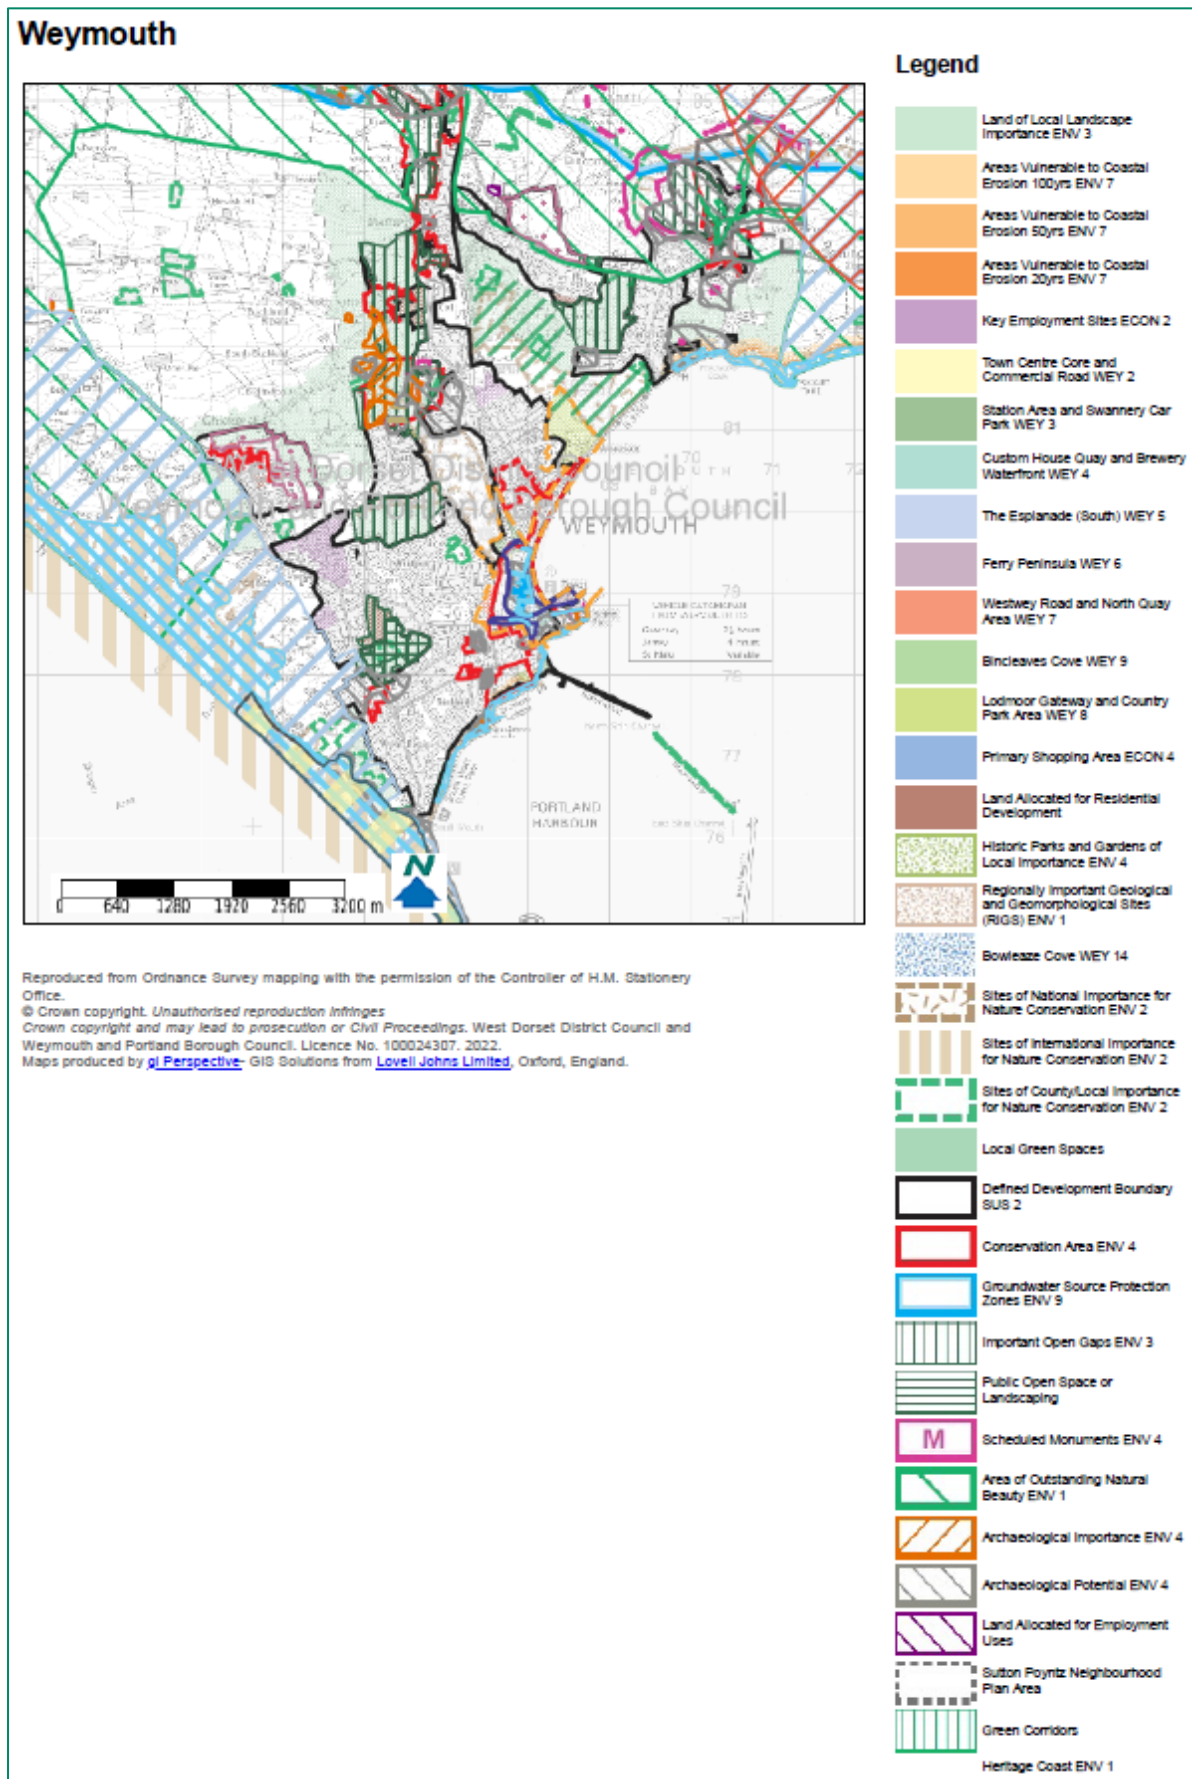 Weymouth
Legend
Land of Local Landscape
Importance ENV 3
Areas Vulnerable to Coastal
Erosion 100yrs ENV 7
Areas Vulnerable to Coastal
Erosion 50yrs ENV 7
Areas Vulnerable to Coastal
Erosion 20yrs ENV 7
Key Employment Sites ECON 2
Town Centre Core and
Commercial Road WEY 2
Station Area and Swannery Car
Park WEY 3
Custom House Quay and Brewery
Waterfront WEY 4
The Esplanade (South) WEY 5
Ferry Peninsula WEY 6
Westwey Road and North Quay
Area WEY 7
Bincleaves Cove WEY 9
Lodmoor Gateway and Country
Park Area WEY 8
Primary Shopping Area ECON 4
Land Allocated for Residential
Development
Historic Parks and Gardens of
Local Importance ENV 4
Regionally Important Geological
and Geomorphological Sites
(RIGS) ENV 1
Bowleaze Cove WEY 14
Sites of National Importance for
Nature Conservation ENV 2
Sites of International Importance
for Nature Conservation ENV 2
Sites of County/Local Importance
for Nature Conservation ENV 2
Local Green Spaces
Defined Development Boundary
SUS 2
Conservation Area ENV 4
Groundwater Source Protection
Zones ENV 9
Important Open Gaps ENV 3
Public Open Space or
Landscaping
M
Scheduled Monuments ENV 4
Area of Outstanding Natural
Beauty ENV 1
Archaeological Importance ENV 4
Archaeological Potential ENV 4
Land Allocated for Employment
Uses
Sutton Poyntz Neighbourhood
Plan Area
Green Corridors
Heritage Coast ENV 1
81
70
71
72
Dorset District Council
Weymouth and Portland Borough Council
WEYMOUTH
79
78
77
PORTLAND
HARBOUR
76
N
0 640 1280 1920 2560 3200 m
Reproduced from Ordnance Survey mapping with the permission of the Controller of H.M. Stationery
Office.
© Crown copyright. Unauthorised reproduction infringes
Crown copyright and may lead to prosecution or Civil Proceedings. West Dorset District Council and
Weymouth and Portland Borough Council. Licence No. 100024307. 2022.
Maps produced by gi Perspective- GIS Solutions from Lovell Johns Limited, Oxford, England.